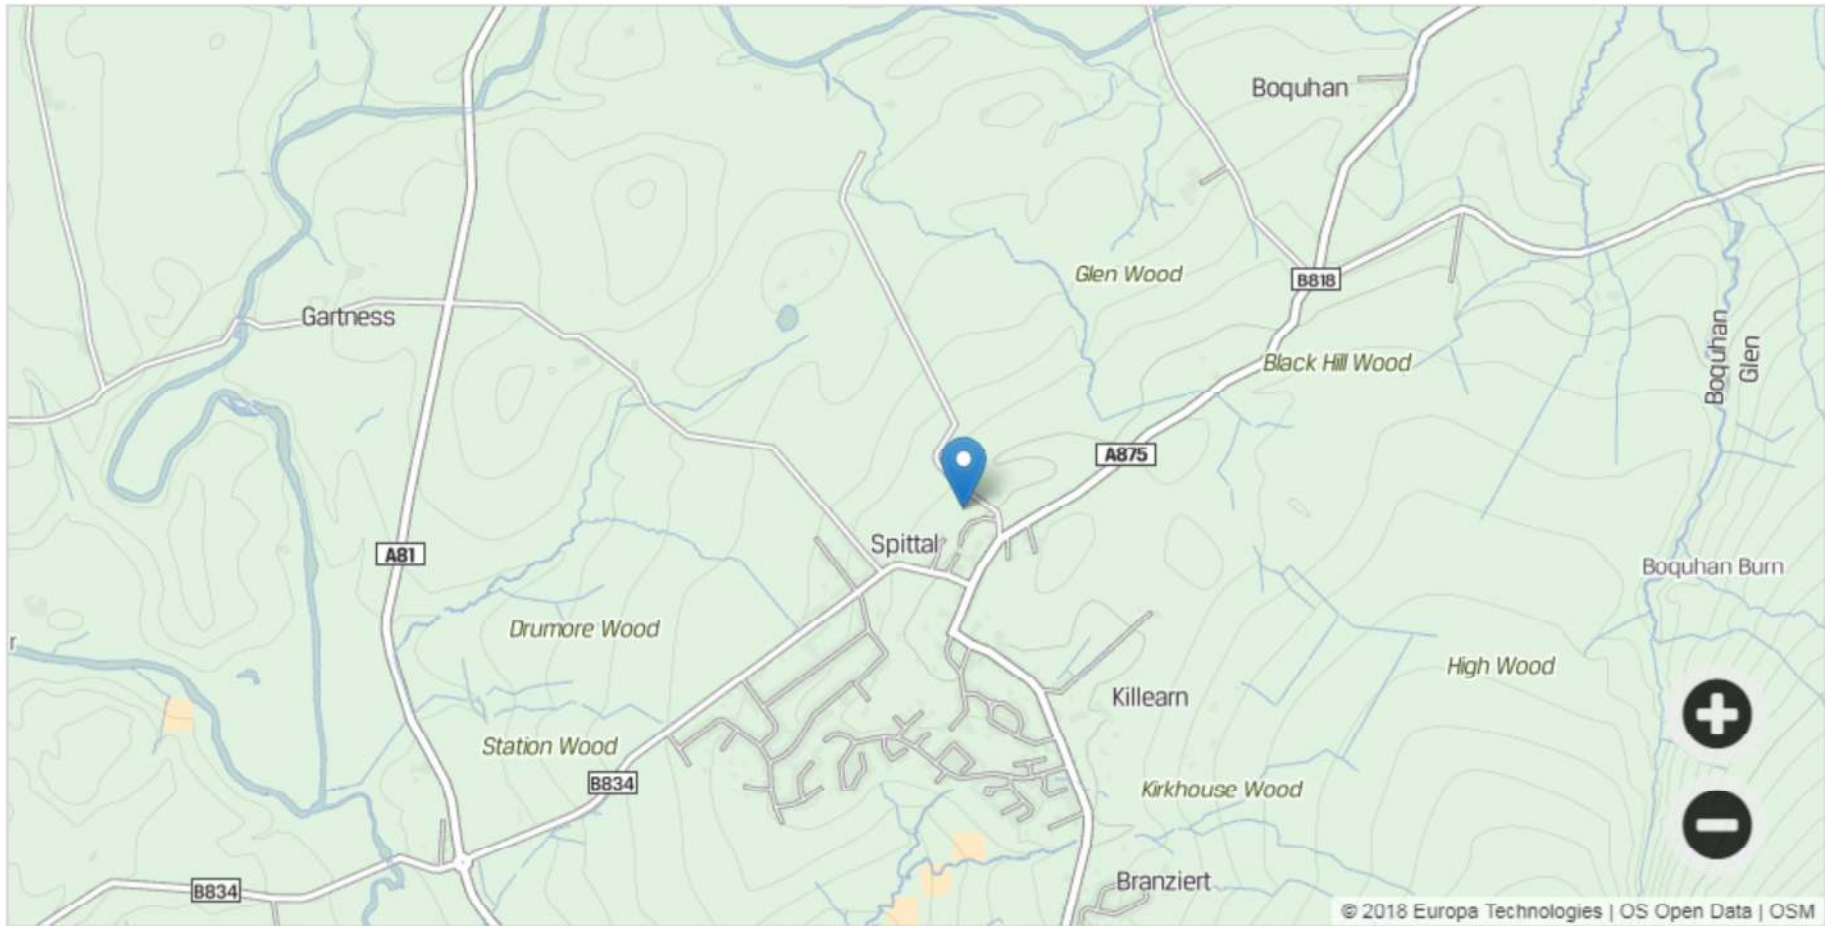 Boquhan
Glen Wood
B818
Gartness
Boquhan
Glen
Black Hill Wood
A875
Spittal
A81
Boquhan Burn
Drumore Wood
r
High Wood
Killearn
Station Wood
B834
Kirkhouse Wood
Branziert
B834
© 2018 Europa Technologies | OS Open Data | OSM